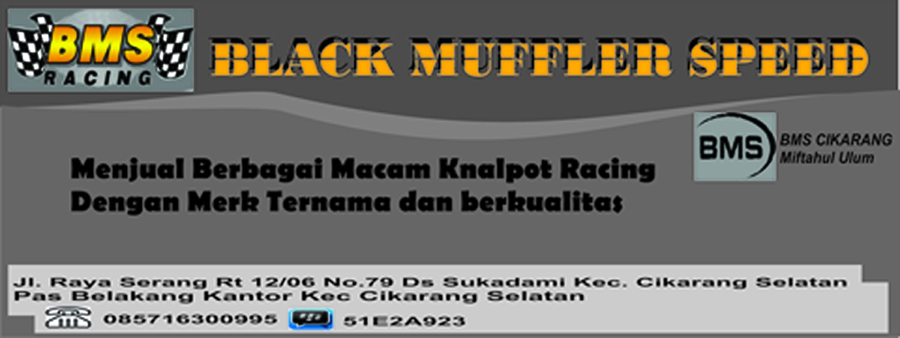 BMS
RACING
BLACK MUFFLER SPEED
BMS
BMS CIKARANG
Miftahul Ulum
Menjual Berbagai Macam Knalpot Racing
Dengan Merk Ternama dan berkualitas
Jl. Raya Serang Rt 12/06 No.79 Ds Sukadami Kec. Cikarang Selatan
Pas Belakang Kantor Kec Cikarang Selatan
085716300995 51E2A923